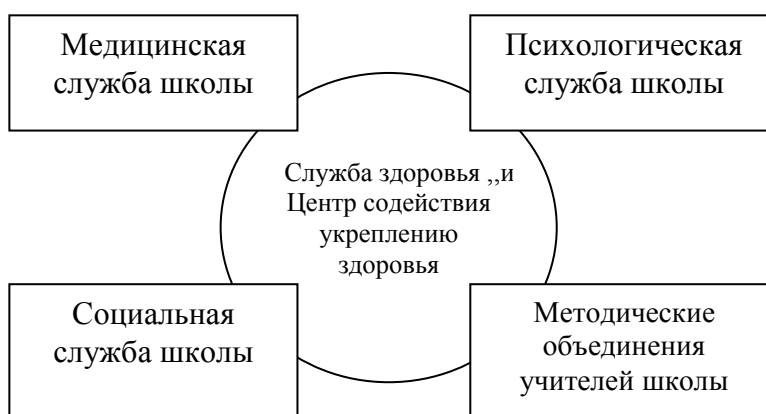 Медицинская
служба школы
Психологическая
служба школы
Служба здоровья ,,и
Центр содействия
укреплению
здоровья
Социальная
служба школы
Методические
объединения
учителей школы